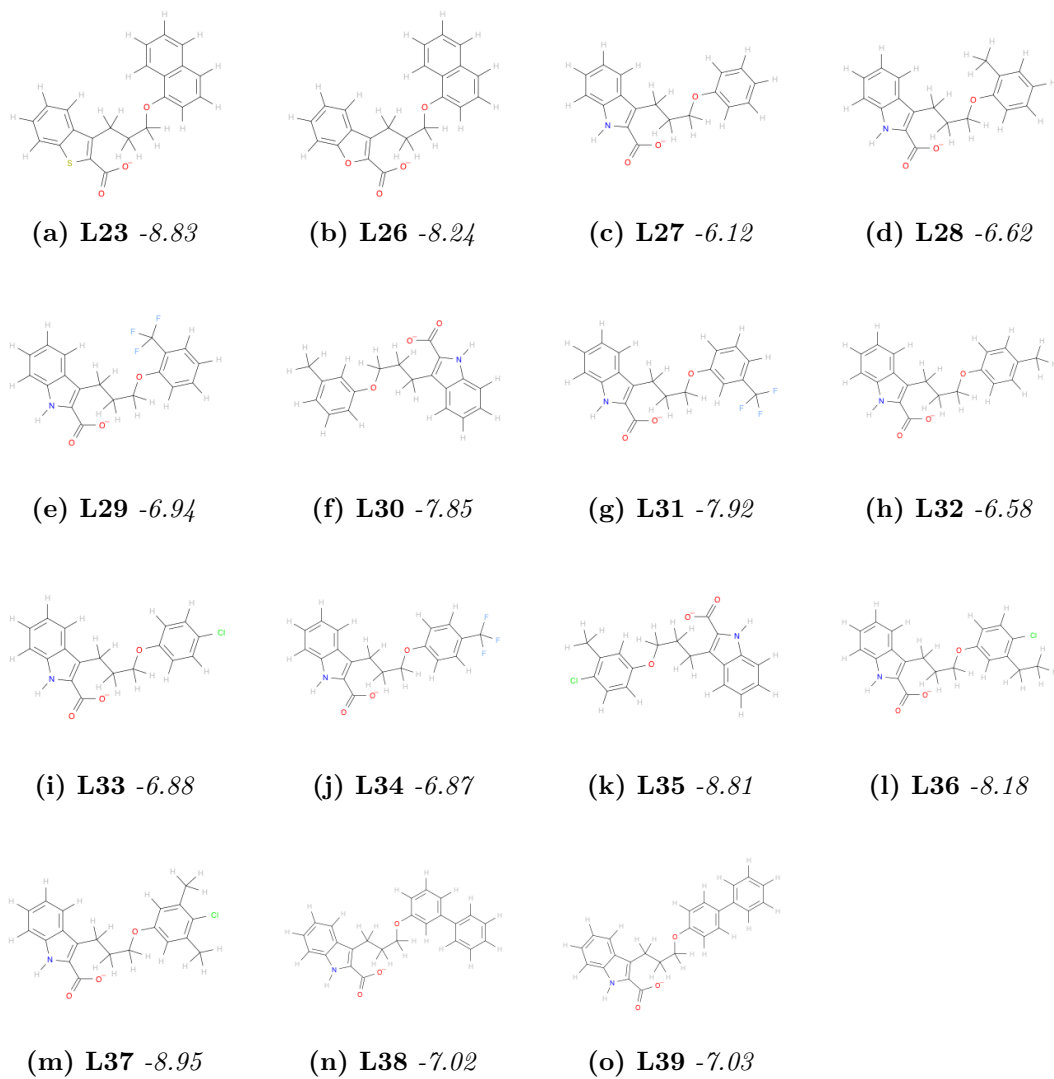 (a) L23 -8.83
(b) L26 -8.24
(c) L27 -6.12
(d) L28 -6.62
(e) L29 -6.94
(f) L30 -7.85
(g) L31 -7.92
(h) L32 -6.58
(i) L33 -6.88
(j) L34 -6.87
(k) L35 -8.81
(l) L36 -8.18
(m) L37 -8.95
(n) L38 -7.02
(o) L39 -7.03